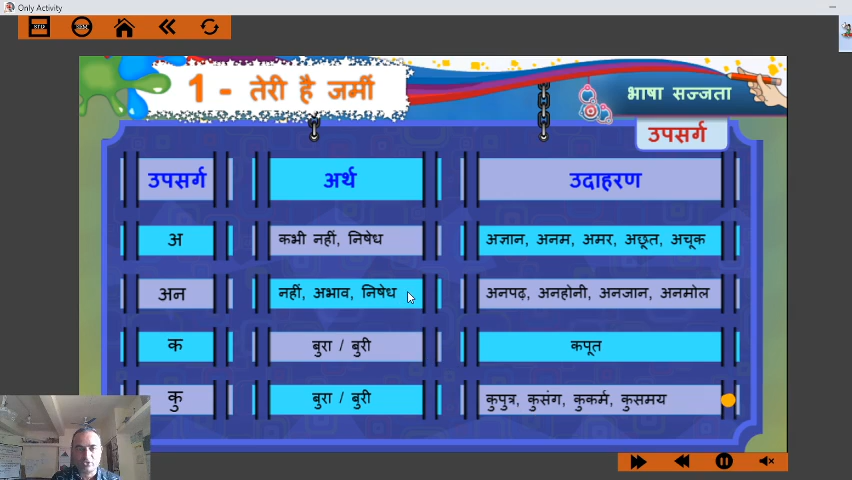 Only Activity
1 - तेरी है जमीं
भाषा सज्जता
उपसर्ग
उपसर्ग अर्थ उदाहरण
अ कभी नहीं, निषेध अज्ञान, अनम, अमर, अछूत, अचूक
अन नहीं, अभाव, निषेध अनपढ़, अनहोनी, अनजान, अनमोल
क बुरा / बुरी कपूत
कु बुरा / बुरी कुपुत्र, कुसंग, कुकर्म, कुसमय